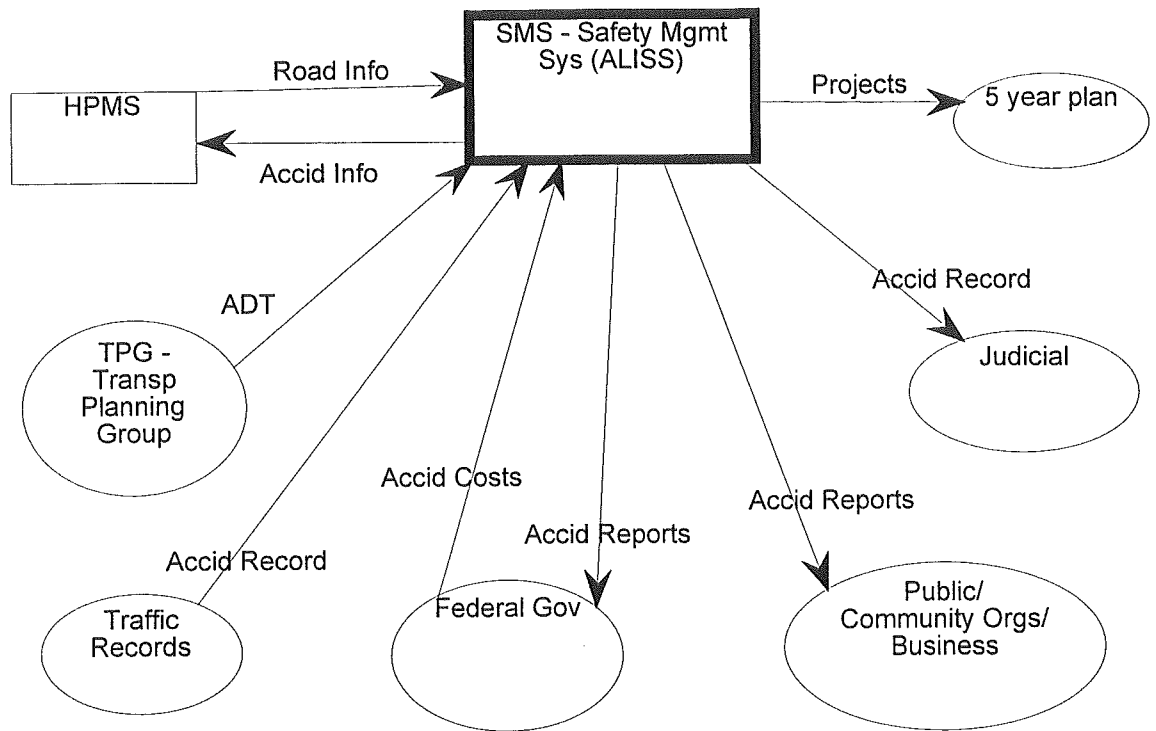 SMS - Safety Mgmt
Sys (ALISS)
Road Info
Projects
HPMS
5 year plan
Accid Info
Accid Record
ADT
TPG -
Transp
Planning
Group
Judicial
Accid Costs
Accid Reports
Accid Reports
Accid Record
Traffic
Records
Federal Gov
Public/
Community Orgs/
Business